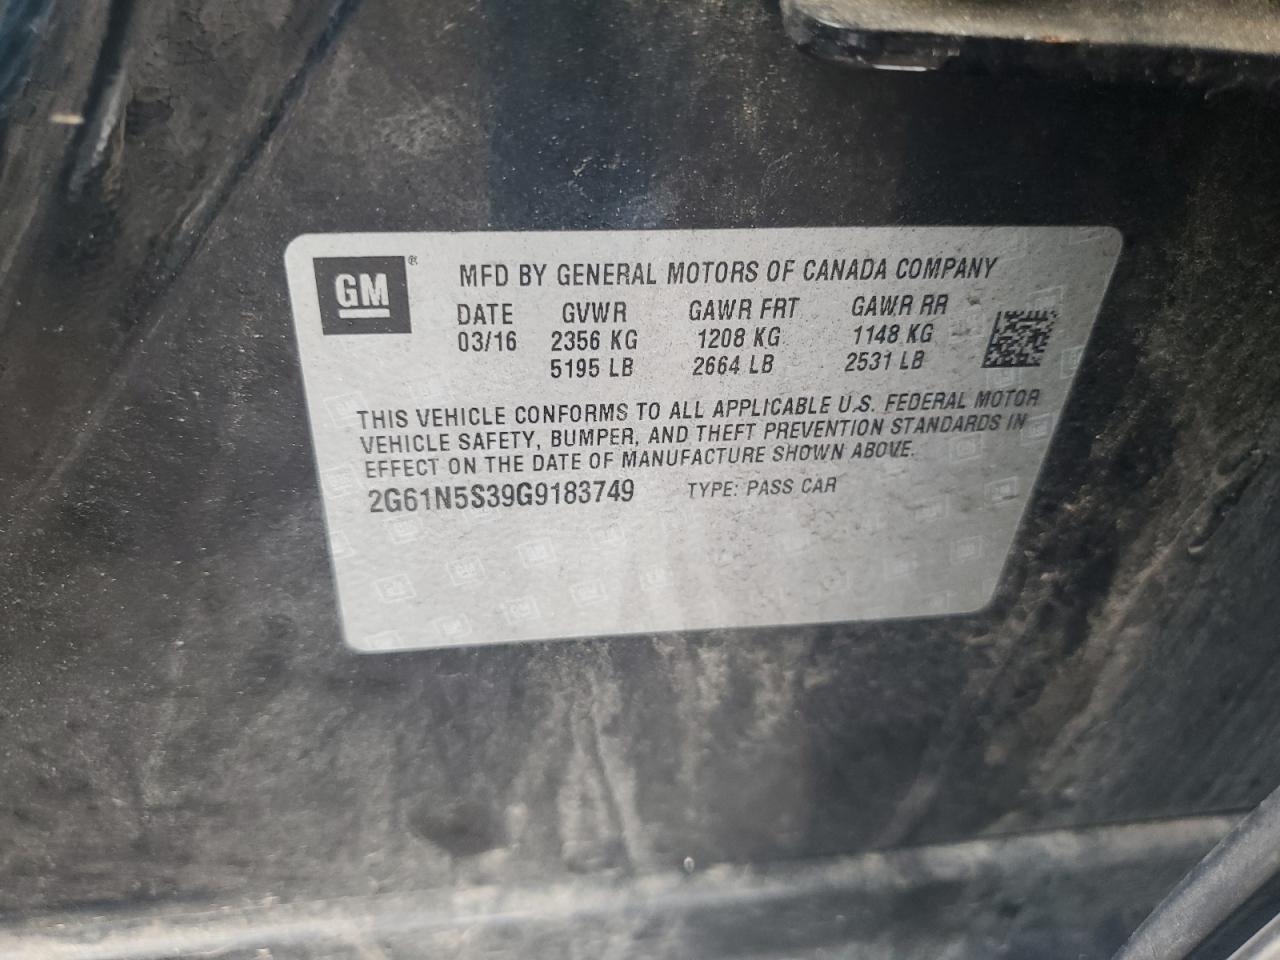 GM ®
MFD BY GENERAL MOTORS OF CANADA COMPANY
DATE GVWR GAWR FRT GAWR RR
03/16 2356 KG 1208 KG 1148 KG
5195 LB 2664 LB 2531 LB
THIS VEHICLE CONFORMS TO ALL APPLICABLE U.S. FEDERAL MOTOR
VEHICLE SAFETY, BUMPER, AND THEFT PREVENTION STANDARDS IN
EFFECT ON THE DATE OF MANUFACTURE SHOWN ABOVE.
2G61N5S39G9183749 TYPE: PASS CAR